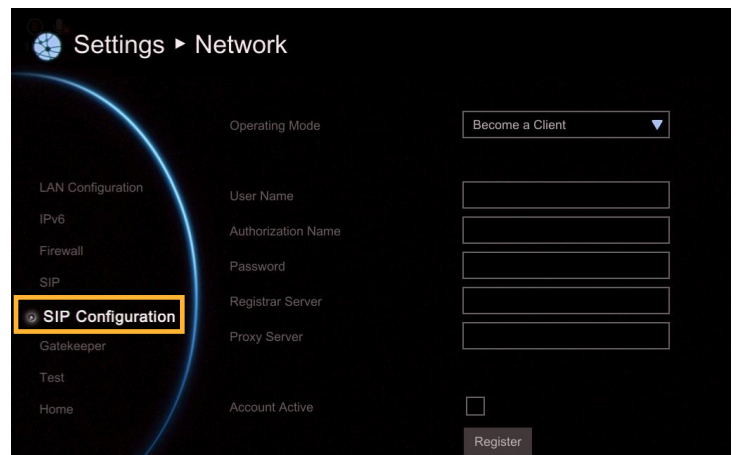 Settings ► Network
Operating Mode
Become a Client
LAN Configuration
IPv6
Firewall
SIP
SIP Configuration
Gatekeeper
Test
Home
User Name
Authorization Name
Password
Registrar Server
Proxy Server
Account Active
Register